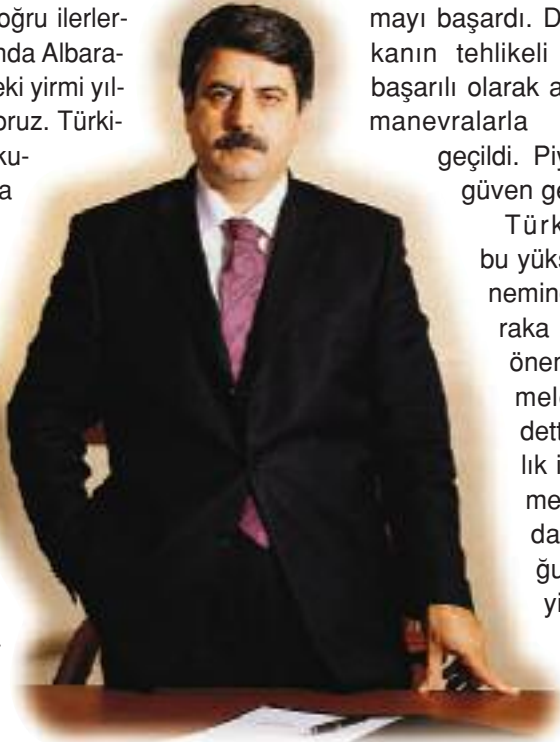 oğru ilerler-
nda Albara-
eki yirmi yıl-
oruz. Türki-
ku-
a
mayı başardı. D
kanın tehlikeli
başarılı olarak a
manevralarla
geçildi. Piy
güven ge
Türk
bu yüks
nemin
raka
öner
mel
dett
lık i
me
da
ğu
yi